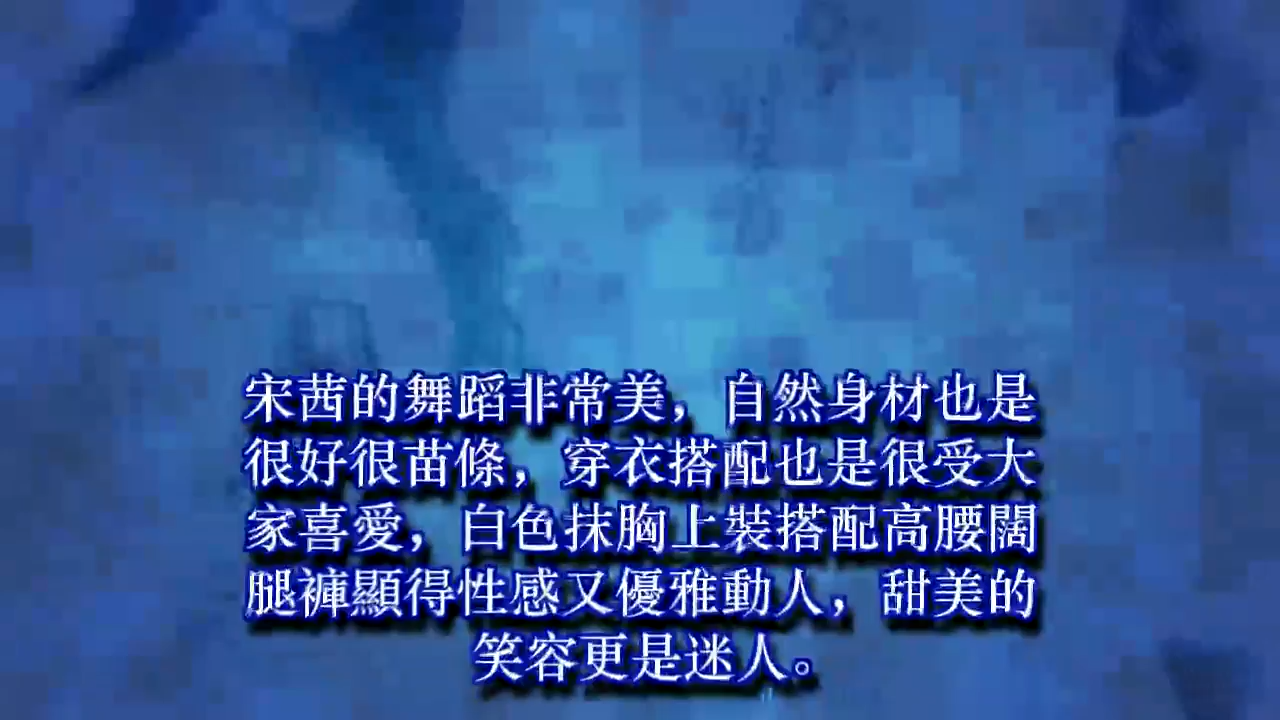 宋茜的舞蹈非常美，自然身材也是
很好很苗條，穿衣搭配也是很受大
家喜愛，白色抹胸上裝搭配高腰闊
腿褲顯得性感又優雅動人，甜美的
笑容更是迷人。